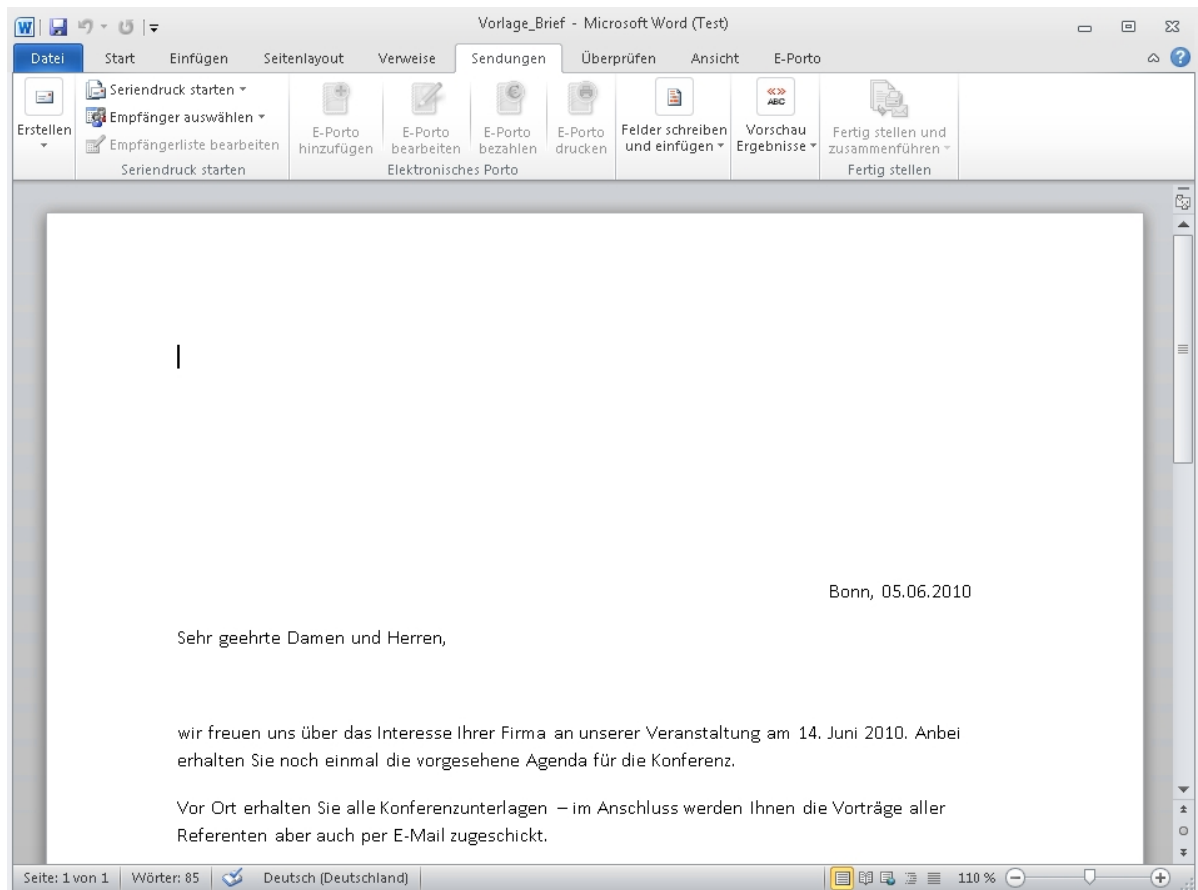 W
Vorlage_Brief - Microsoft Word (Test)
Datei Start Einfügen Seitenlayout Verweise Sendungen Überprüfen Ansicht E-Porto
?
Erstellen
Seriendruck starten
Empfänger auswählen
Empfängerliste bearbeiten
Seriendruck starten
E-Porto
hinzufügen
E-Porto
bearbeiten
€
E-Porto
bezahlen
E-Porto
drucken
Elektronisches Porto
Felder schreiben
und einfügen
«»
ABC
Vorschau
Ergebnisse
Fertig stellen und
zusammenführen
Fertig stellen
Bonn, 05.06.2010
Sehr geehrte Damen und Herren,
wir freuen uns über das Interesse Ihrer Firma an unserer Veranstaltung am 14. Juni 2010. Anbei
erhalten Sie noch einmal die vorgesehene Agenda für die Konferenz.
Vor Ort erhalten Sie alle Konferenzunterlagen – im Anschluss werden Ihnen die Vorträge aller
Referenten aber auch per E-Mail zugeschickt.
Seite: 1 von 1 Wörter: 85 Deutsch (Deutschland) 110 %